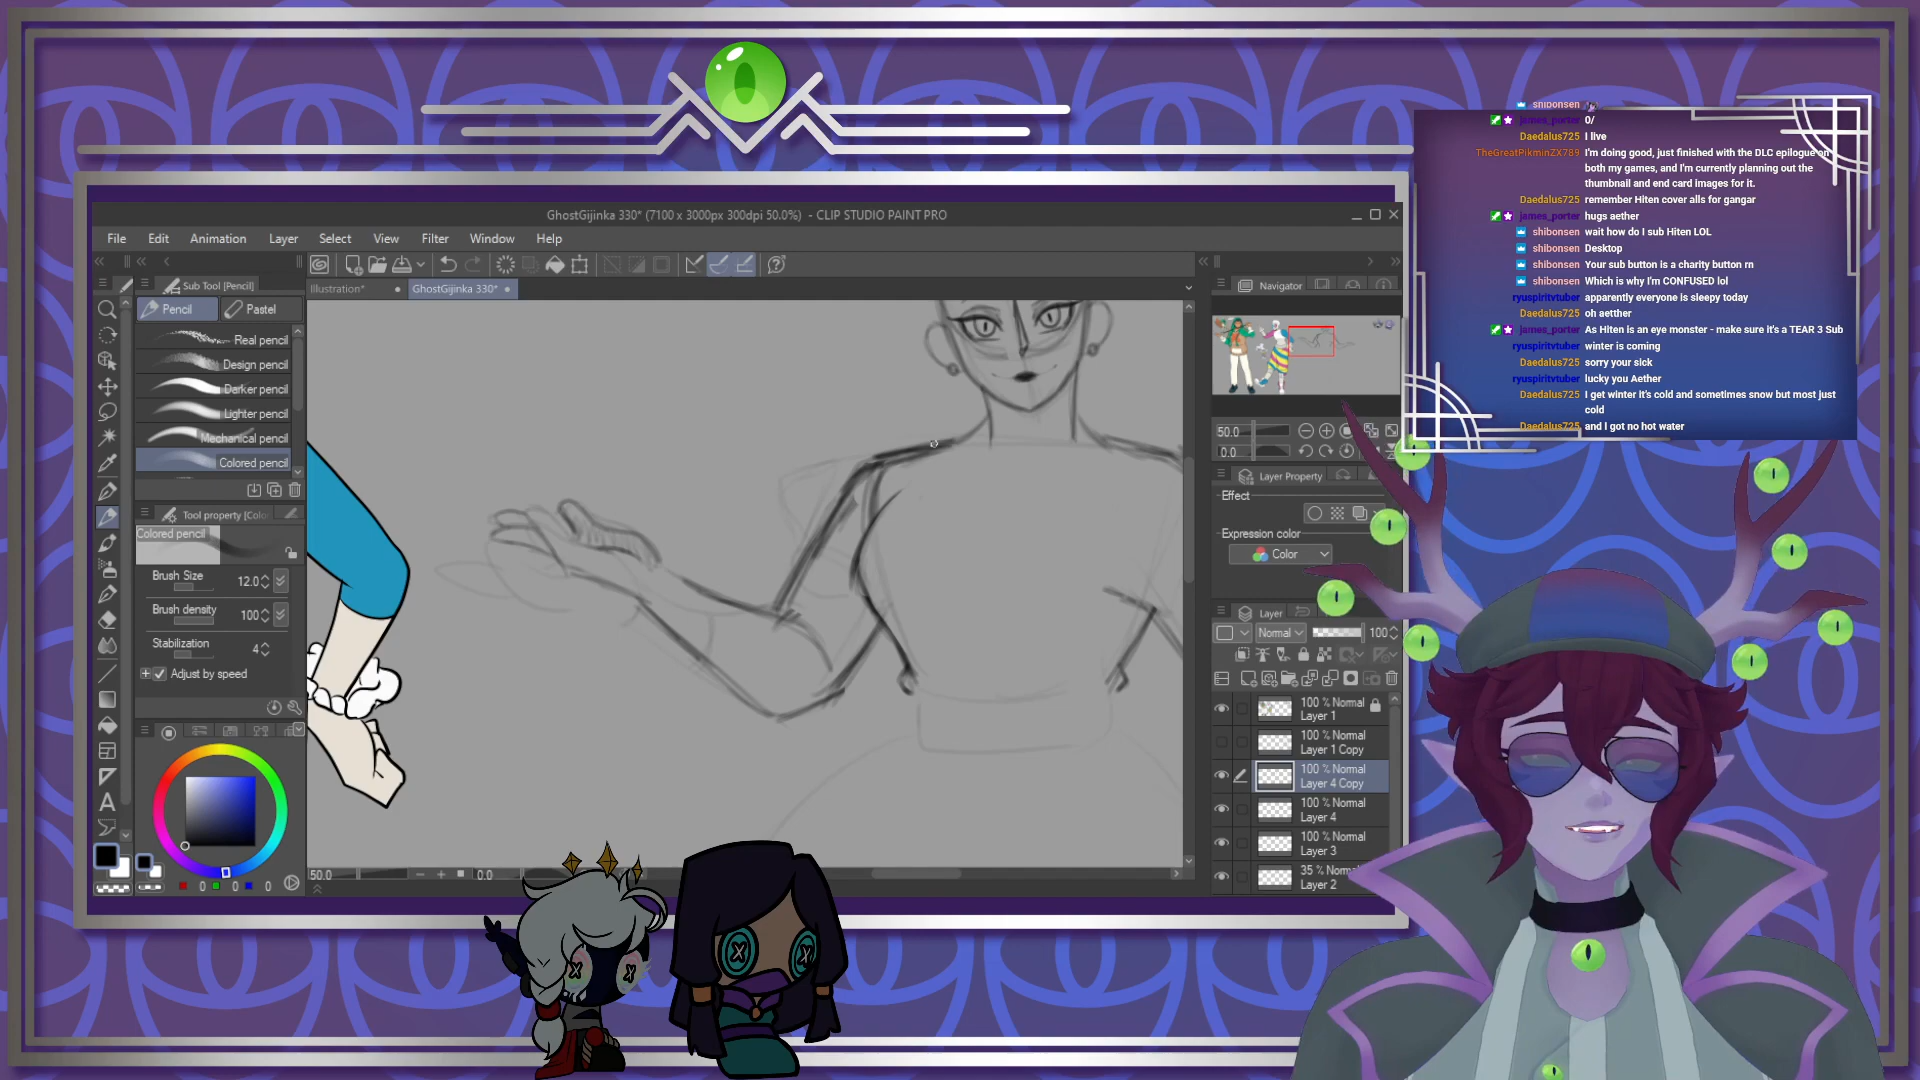 GhostGijinka 330* (7100 x 3000px 300dpi 50.0%) - CLIP STUDIO PAINT PRO
File Edit Animation Layer Select View Filter Window Help
Sub Tool [Pencil]
Illustration*
GhostGijinka 330*
Pencil
Pastel
Real pencil
Design pencil
Darker pencil
Lighter pencil
Mechanical pencil
Colored pencil
Tool property [Colo
Colored pencil
Brush Size 12.0
Brush density 100
Stabilization 4
Adjust by speed
0 0 0
50.0
0.0
Navigator
50.0
0.0
Layer Property
Effect
Expression color
Color
Layer
Normal 100
100 % Normal
Layer 1
100 % Normal
Layer 1 Copy
100 % Normal
Layer 4 Copy
100 % Normal
Layer 4
100 % Normal
Layer 3
35 % Norma
Layer 2
shibonsen
james_porter 0/
Daedalus725 I live
TheGreatPikminZX789 I'm doing good, just finished with the DLC epilogue on
both my games, and I'm currently planning out the
thumbnail and end card images for it.
Daedalus725 remember Hiten cover alls for gangar
james_porter hugs aether
shibonsen wait how do I sub Hiten LOL
shibonsen Desktop
shibonsen Your sub button is a charity button rn
shibonsen Which is why I'm CONFUSED lol
ryuspiritvtuber apparently everyone is sleepy today
Daedalus725 oh aetther
james_porter As Hiten is an eye monster - make sure it's a TEAR 3 Sub
ryuspiritvtuber winter is coming
Daedalus725 sorry your sick
ryuspiritvtuber lucky you Aether
Daedalus725 I get winter it's cold and sometimes snow but most just
cold
Daedalus725 and I got no hot water